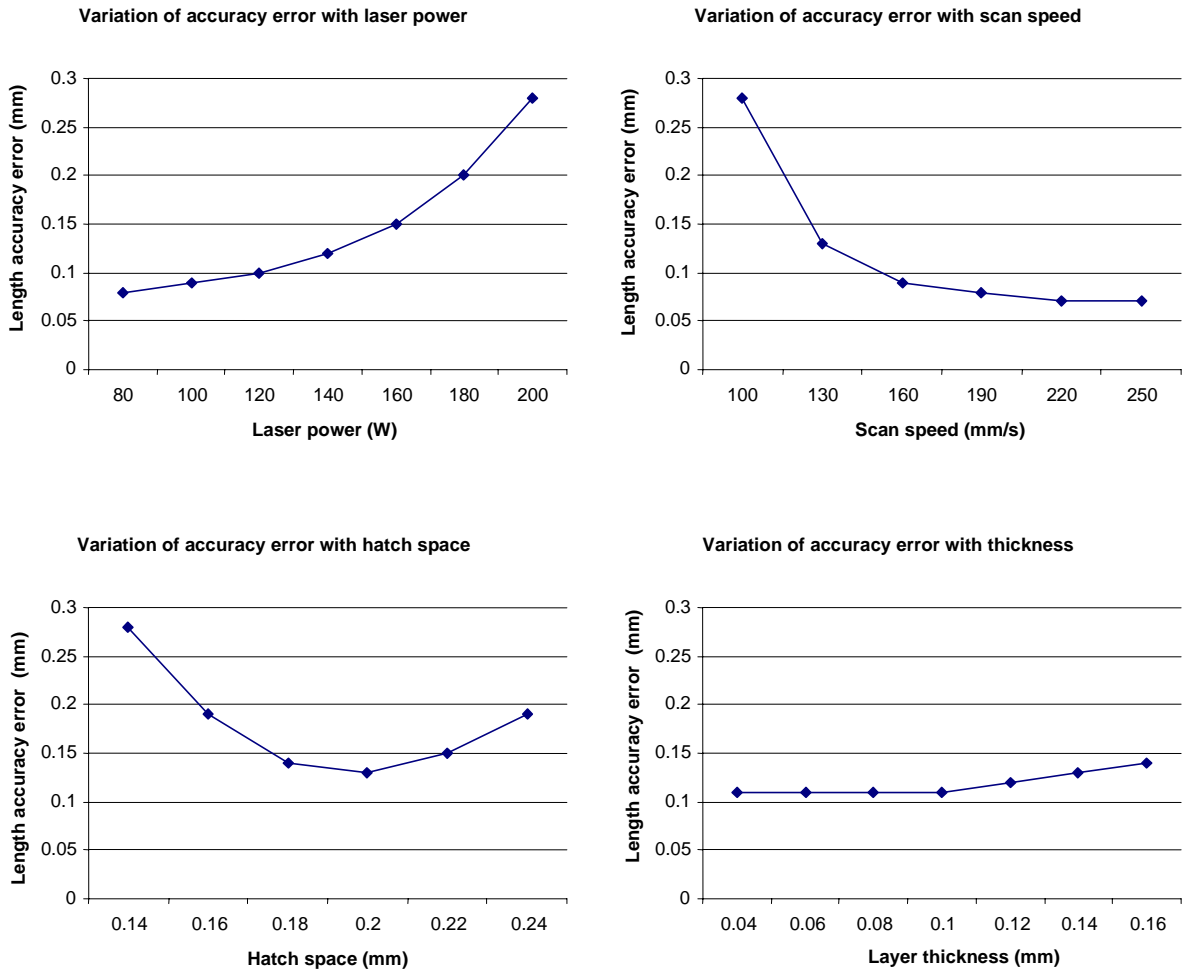 Variation of accuracy error with laser power
Length accuracy error (mm)
0.3
0.25
0.2
0.15
0.1
0.05
0
80 100 120 140 160 180 200
Laser power (W)
Variation of accuracy error with scan speed
Length accuracy error (mm)
0.3
0.25
0.2
0.15
0.1
0.05
0
100 130 160 190 220 250
Scan speed (mm/s)
Variation of accuracy error with hatch space
Length accuracy error (mm)
0.3
0.25
0.2
0.15
0.1
0.05
0
0.14 0.16 0.18 0.2 0.22 0.24
Hatch space (mm)
Variation of accuracy error with thickness
Length accuracy error (mm)
0.3
0.25
0.2
0.15
0.1
0.05
0
0.04 0.06 0.08 0.1 0.12 0.14 0.16
Layer thickness (mm)